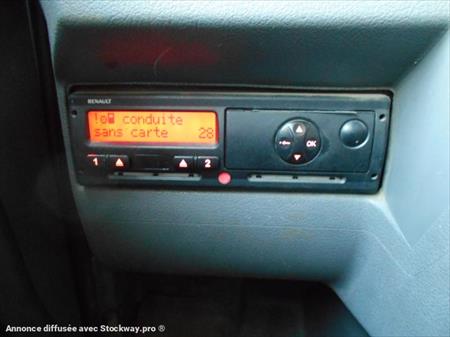 RENAULT
!o conduite
sans carte 28
1 2
OK
Annonce diffusée avec Stockway.pro ®